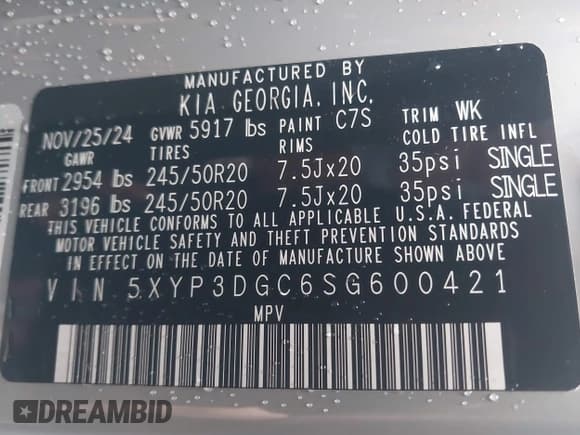 MANUFACTURED BY
KIA GEORGIA, INC.
NOV/25/24 GVWR 5917 lbs PAINT C7S TRIM WK
GAWR TIRES RIMS COLD TIRE INFL
FRONT 2954 lbs 245/50R20 7.5Jx20 35psi SINGLE
REAR 3196 lbs 245/50R20 7.5Jx20 35psi SINGLE
THIS VEHICLE CONFORMS TO ALL APPLICABLE U.S.A. FEDERAL
MOTOR VEHICLE SAFETY AND THEFT PREVENTION STANDARDS
IN EFFECT ON THE DATE OF MANUFACTURE SHOWN ABOVE
VIN 5XYP3DGC6SG600421
MPV
DREAMBID